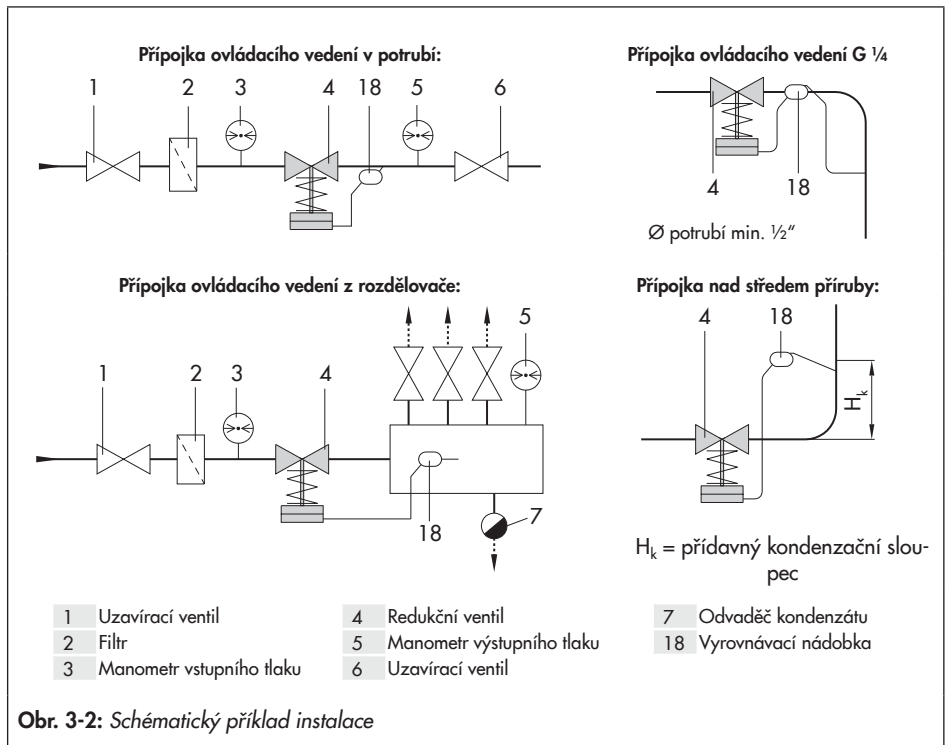 Přípojka ovládacího vedení v potrubí:
1 2 3 4 18 5 6
Přípojka ovládacího vedení G ¼
4 18
Ø potrubí min. ½“
Přípojka ovládacího vedení z rozdělovače:
1 2 3 4 5
18 7
Přípojka nad středem příruby:
4 18
Hk
Hk = přídavný kondenzační slou-
pec
1 Uzavírací ventil
2 Filtr
3 Manometr vstupního tlaku
4 Redukční ventil
5 Manometr výstupního tlaku
6 Uzavírací ventil
7 Odvaděč kondenzátu
18 Vyrovnávací nádobka
Obr. 3-2: Schématický příklad instalace